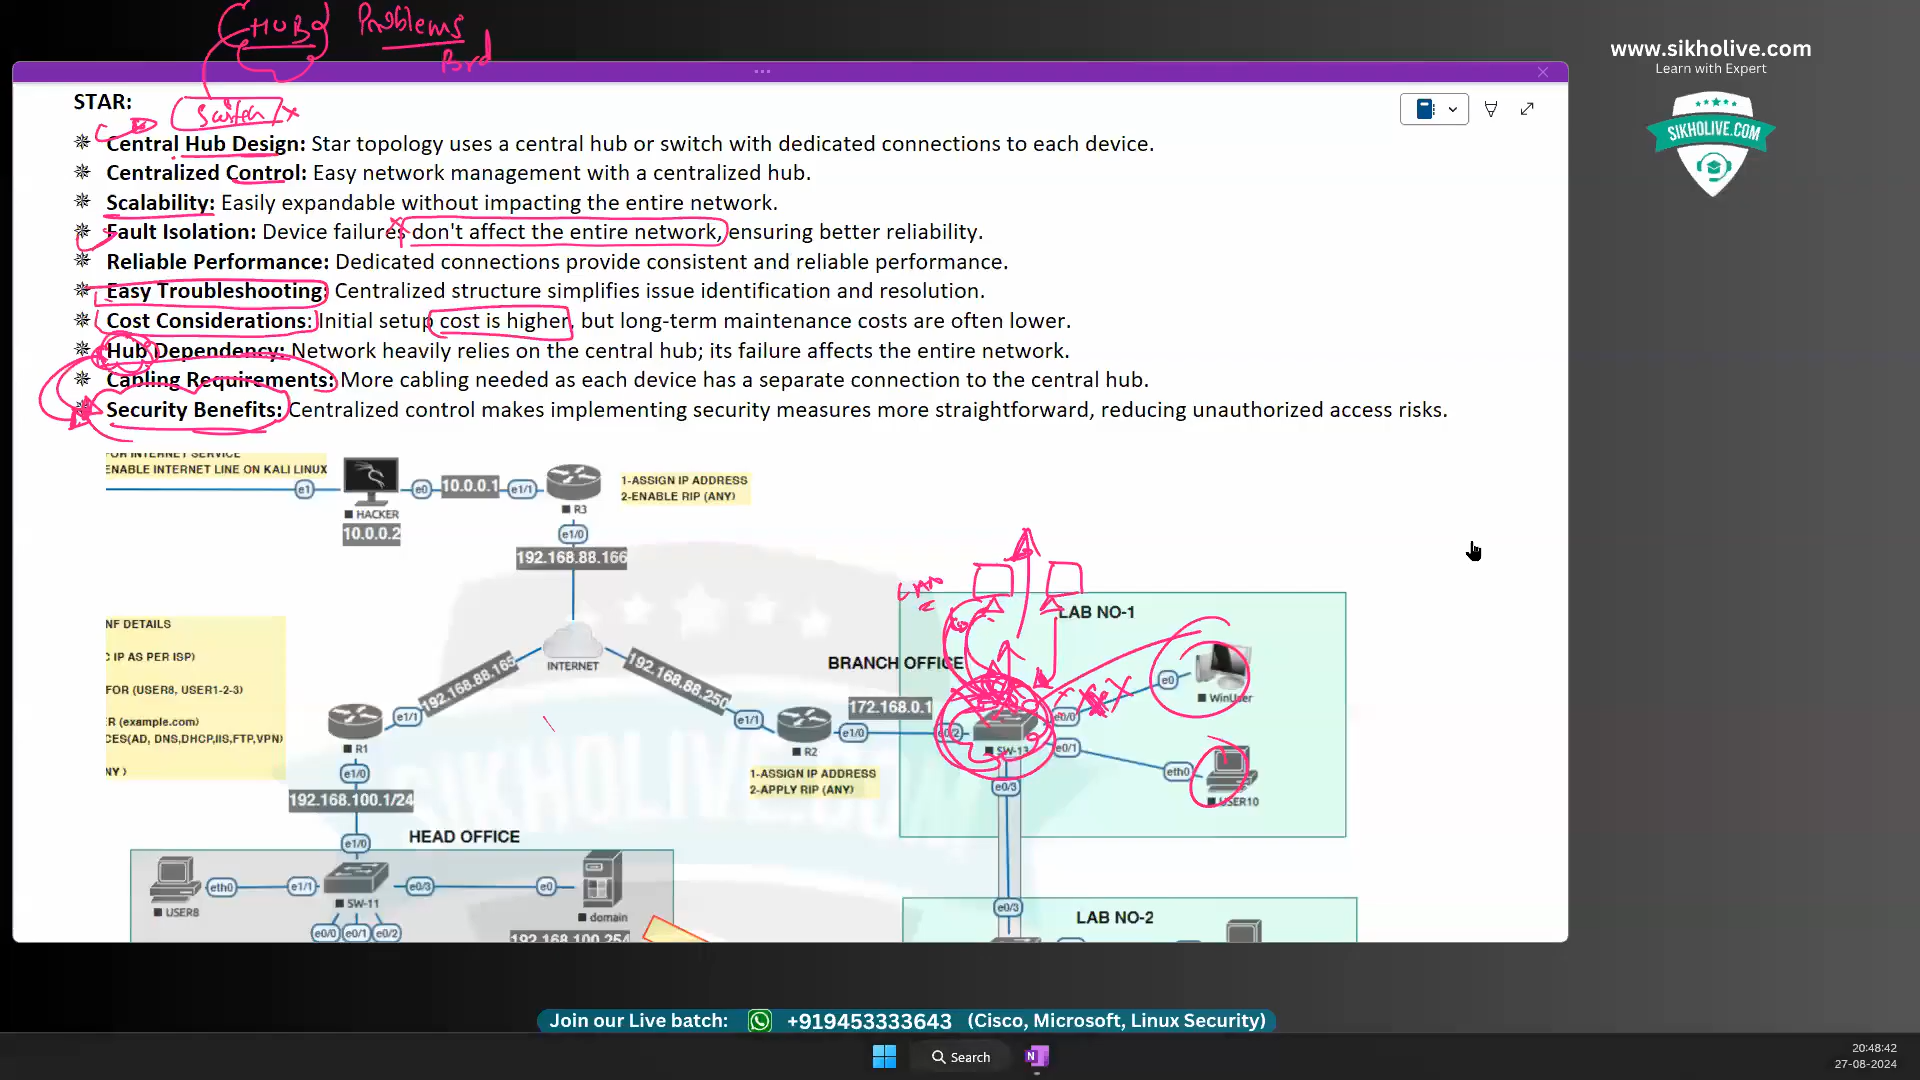 HUB Problems
Brd
www.sikholive.com
Learn with Expert
SIKHOLIVE.COM
STAR:
Switch
Central Hub Design: Star topology uses a central hub or switch with dedicated connections to each device.
Centralized Control: Easy network management with a centralized hub.
Scalability: Easily expandable without impacting the entire network.
Fault Isolation: Device failures don't affect the entire network, ensuring better reliability.
Reliable Performance: Dedicated connections provide consistent and reliable performance.
Easy Troubleshooting: Centralized structure simplifies issue identification and resolution.
Cost Considerations: Initial setup cost is higher, but long-term maintenance costs are often lower.
Hub Dependency: Network heavily relies on the central hub; its failure affects the entire network.
Cabling Requirements: More cabling needed as each device has a separate connection to the central hub.
Security Benefits: Centralized control makes implementing security measures more straightforward, reducing unauthorized access risks.
FOR INTERNET SERVICE
ENABLE INTERNET LINE ON KALI LINUX
e1
HACKER
10.0.0.2
e0
10.0.0.1
e1/1
R3
1-ASSIGN IP ADDRESS
2-ENABLE RIP (ANY)
e1/0
192.168.88.166
INTERNET
192.168.88.165
192.168.88.250
NF DETAILS
C IP AS PER ISP)
FOR (USER8, USER1-2-3)
ER (example.com)
CES(AD, DNS,DHCP,IIS,FTP,VPN)
NY )
e1/1
R1
e1/0
192.168.100.1/24
e1/0
e1/1
R2
e1/0
1-ASSIGN IP ADDRESS
2-APPLY RIP (ANY)
172.168.0.1
BRANCH OFFICE
LAB NO-1
e0/2
SW-13
e0/0
e0
WinUser
e0/1
eth0
USER10
e0/3
HEAD OFFICE
USER8
eth0
e1/1
SW-11
e0/3
e0
domain
e0/0
e0/1
e0/2
192.168.100.254
e0/3
LAB NO-2
SIKHOLIVE.COM
Join our Live batch: +919453333643 (Cisco, Microsoft, Linux Security)
Search
N
20:48:42
27-08-2024